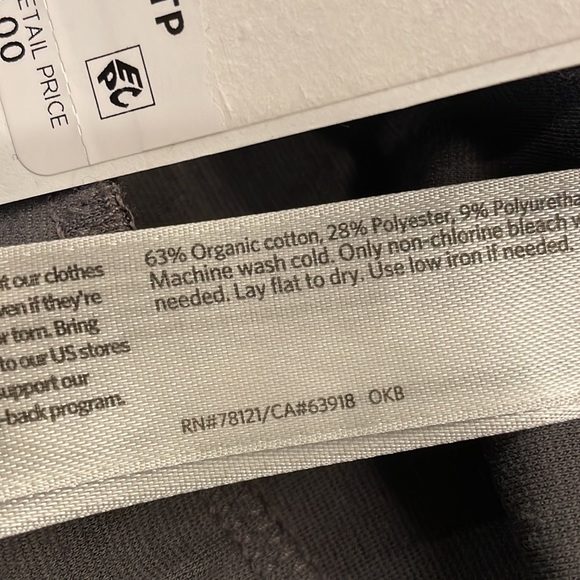 TP
ETAIL PRICE
00
EPC
63% Organic cotton, 28% Polyester, 9% Polyuretha
Machine wash cold. Only non-chlorine bleach
needed. Lay flat to dry. Use low iron if needed.
t our clothes
ven if they're
r torn. Bring
to our US stores
upport our
-back program.
RN#78121/CA#63918 OKB